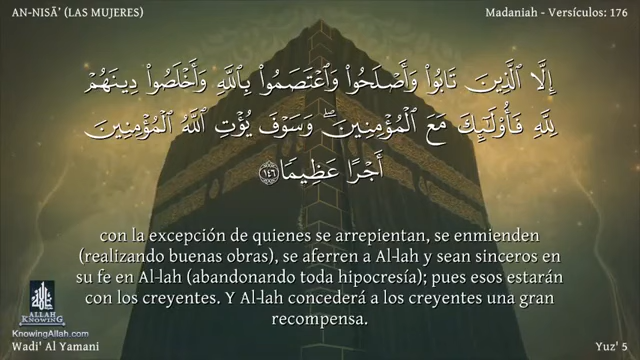 AN-NISĀ' (LAS MUJERES)
Madaniah - Versículos: 176
إِلَّا ٱلَّذِينَ تَابُوا۟ وَأَصْلَحُوا۟ وَٱعْتَصَمُوا۟ بِٱللَّهِ وَأَخْلَصُوا۟ دِينَهُمْ
لِلَّهِ فَأُو۟لَـٰٓئِكَ مَعَ ٱلْمُؤْمِنِينَ ۖ وَسَوْفَ يُؤْتِ ٱللَّهُ ٱلْمُؤْمِنِينَ
أَجْرًا عَظِيمًا ١٤٦
con la excepción de quienes se arrepientan, se enmienden
(realizando buenas obras), se aferren a Al-lah y sean sinceros en
su fe en Al-lah (abandonando toda hipocresía); pues esos estarán
con los creyentes. Y Al-lah concederá a los creyentes una gran
recompensa.
ALLAH
KNOWING
KnowingAllah.com
Wadi' Al Yamani
Yuz' 5